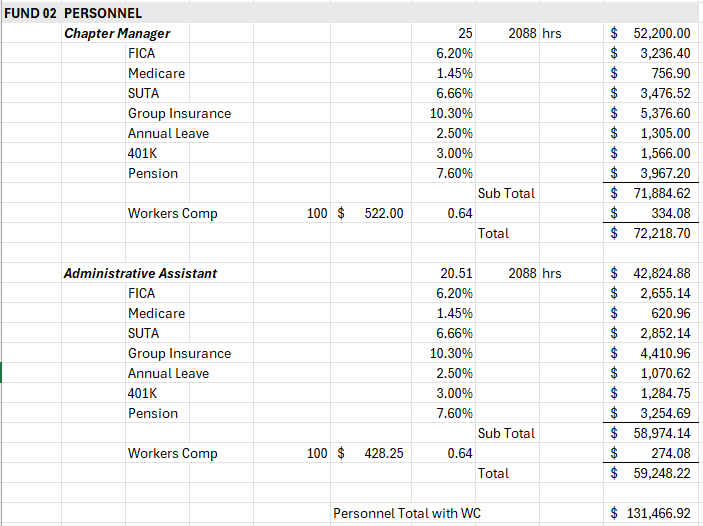 FUND 02 PERSONNEL
Chapter Manager 25 2088 hrs $ 52,200.00
FICA 6.20% $ 3,236.40
Medicare 1.45% $ 756.90
SUTA 6.66% $ 3,476.52
Group Insurance 10.30% $ 5,376.60
Annual Leave 2.50% $ 1,305.00
401K 3.00% $ 1,566.00
Pension 7.60% $ 3,967.20
Sub Total $ 71,884.62
Workers Comp 100 $ 522.00 0.64 $ 334.08
Total $ 72,218.70
Administrative Assistant 20.51 2088 hrs $ 42,824.88
FICA 6.20% $ 2,655.14
Medicare 1.45% $ 620.96
SUTA 6.66% $ 2,852.14
Group Insurance 10.30% $ 4,410.96
Annual Leave 2.50% $ 1,070.62
401K 3.00% $ 1,284.75
Pension 7.60% $ 3,254.69
Sub Total $ 58,974.14
Workers Comp 100 $ 428.25 0.64 $ 274.08
Total $ 59,248.22
Personnel Total with WC $ 131,466.92